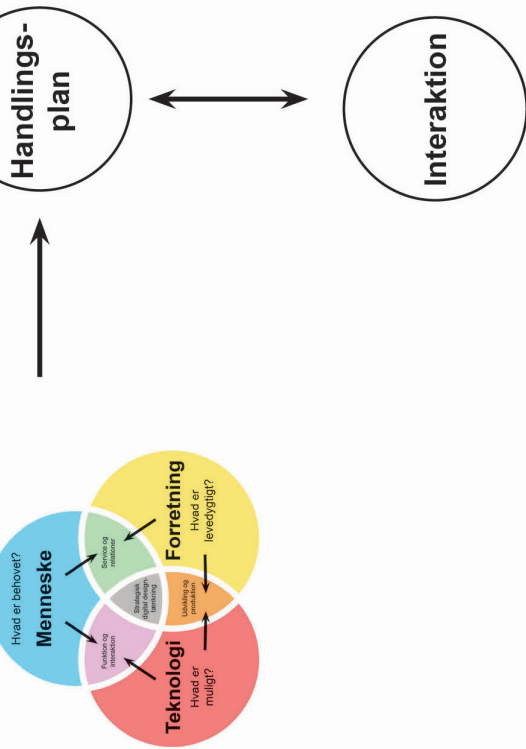 Hvad er behovet?
Menneske
Funktion og
interaktion
Service og
relationer
Strategisk
digital design-
tænkning
Teknologi
Hvad er
muligt?
Udvikling og
produktion
Forretning
Hvad er
levedygtigt?
Handlings-
plan
Interaktion